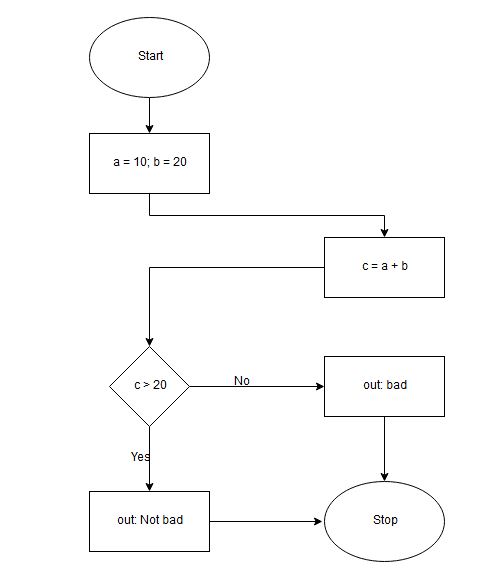 Start
a = 10; b = 20
c = a + b
c > 20
No
out: bad
Yes
out: Not bad
Stop